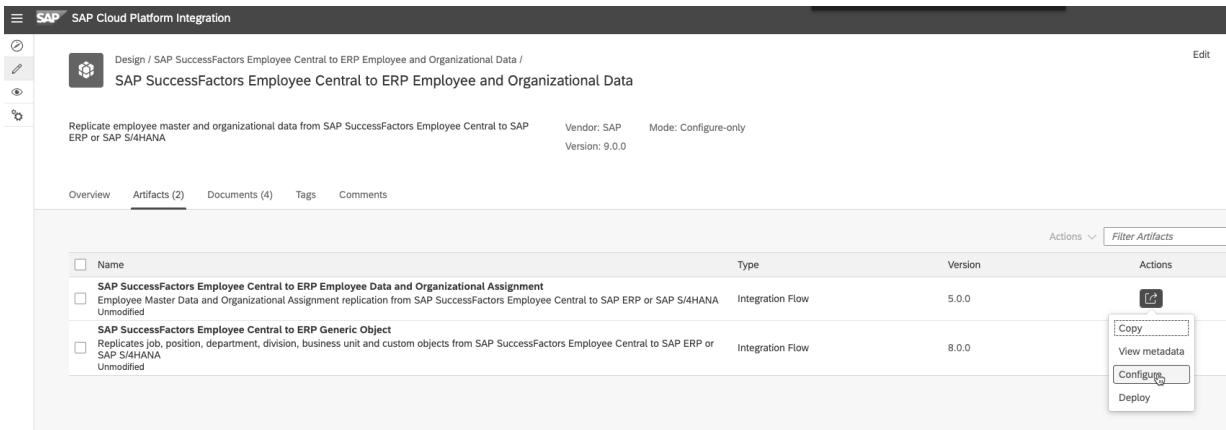 SAP SAP Cloud Platform Integration
Design / SAP SuccessFactors Employee Central to ERP Employee and Organizational Data /
Edit
SAP SuccessFactors Employee Central to ERP Employee and Organizational Data
Replicate employee master and organizational data from SAP SuccessFactors Employee Central to SAP
ERP or SAP S/4HANA
Vendor: SAP Mode: Configure-only
Version: 9.0.0
Overview Artifacts (2) Documents (4) Tags Comments
Actions Filter Artifacts
Name Type Version Actions
SAP SuccessFactors Employee Central to ERP Employee Data and Organizational Assignment
Employee Master Data and Organizational Assignment replication from SAP SuccessFactors Employee Central to SAP ERP or SAP S/4HANA
Unmodified
Integration Flow 5.0.0
SAP SuccessFactors Employee Central to ERP Generic Object
Replicates job, position, department, division, business unit and custom objects from SAP SuccessFactors Employee Central to SAP ERP or
SAP S/4HANA
Unmodified
Integration Flow 8.0.0
Copy
View metadata
Configure
Deploy